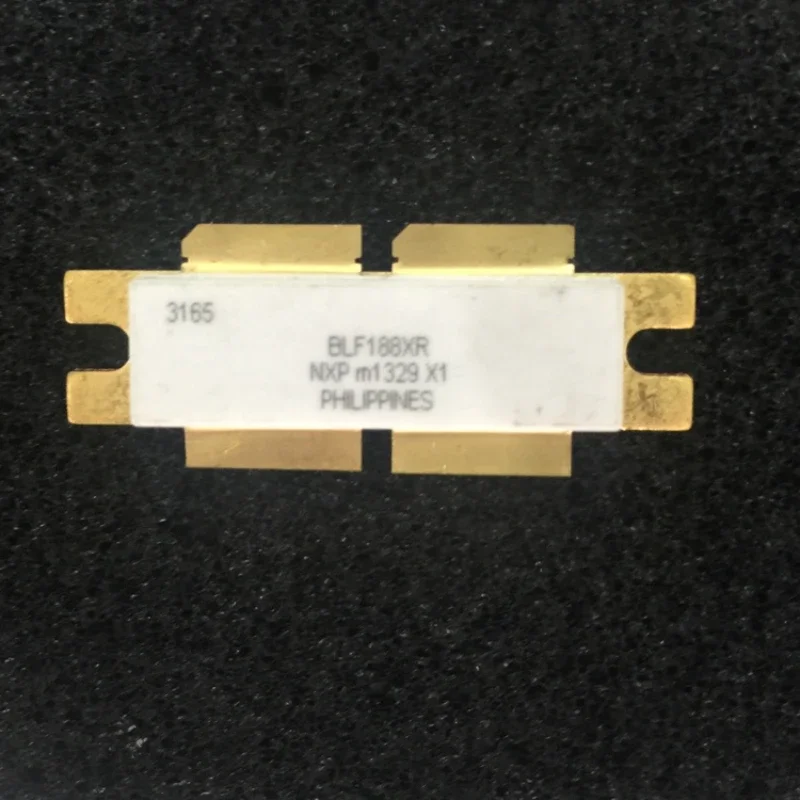 3165
BLF188XR
NXP m1329 X1
PHILIPPINES